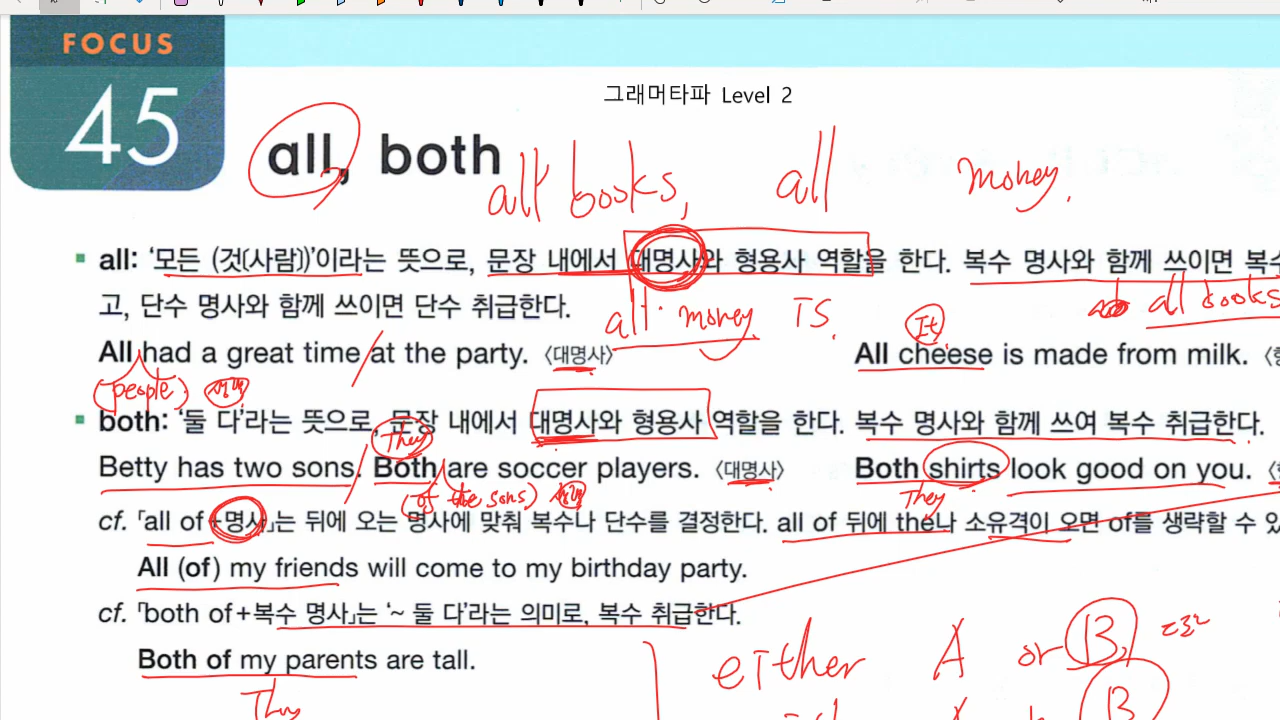 FOCUS
45
그래머타파 Level 2
all, both
all books, all money.
all: '모든 (것(사람))'이라는 뜻으로, 문장 내에서 대명사와 형용사 역할을 한다. 복수 명사와 함께 쓰이면 복수
고, 단수 명사와 함께 쓰이면 단수 취급한다.
all money IS.
It
all books
All had a great time at the party. <대명사>
All cheese is made from milk.
(people) 생략
both: '둘 다'라는 뜻으로, 문장 내에서 대명사와 형용사 역할을 한다. 복수 명사와 함께 쓰여 복수 취급한다.
They
Betty has two sons. Both are soccer players. <대명사>
Both shirts look good on you.
(of the sons) 생략
They
cf. 「all of+명사」는 뒤에 오는 명사에 맞춰 복수나 단수를 결정한다. all of 뒤에 the나 소유격이 오면 of를 생략할 수 있
All (of) my friends will come to my birthday party.
cf. 「both of+복수 명사」는 '~ 둘 다'라는 의미로, 복수 취급한다.
either A or B,
Both of my parents are tall.
They
A B